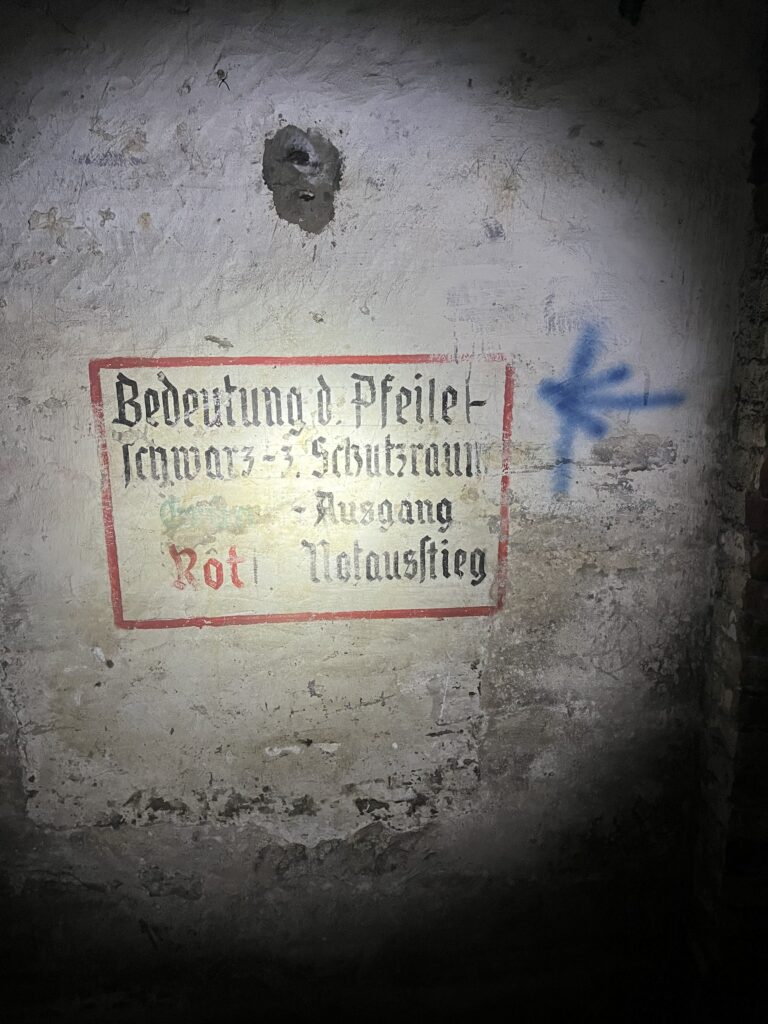 Bedeutung d. Pfeile-
schwarz - z. Schutzraum
- Ausgang
Rot Notausstieg